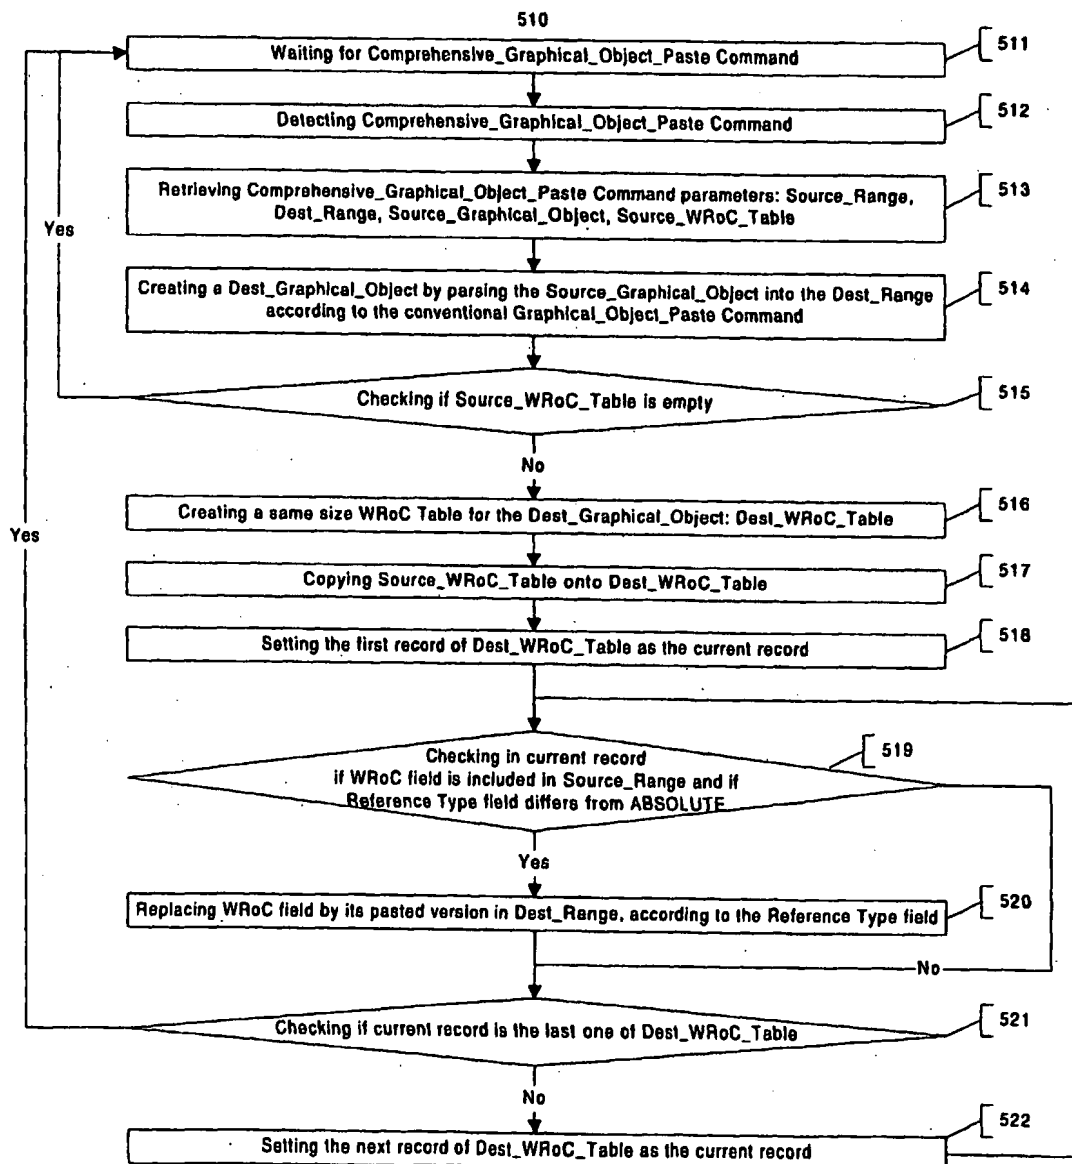 510
Waiting for Comprehensive_Graphical_Object_Paste Command
511
Detecting Comprehensive_Graphical_Object_Paste Command
512
Retrieving Comprehensive_Graphical_Object_Paste Command parameters: Source_Range,
Dest_Range, Source_Graphical_Object, Source_WRoC_Table
513
Yes
Creating a Dest_Graphical_Object by parsing the Source_Graphical_Object into the Dest_Range
according to the conventional Graphical_Object_Paste Command
514
Checking if Source_WRoC_Table is empty
515
No
Creating a same size WRoC Table for the Dest_Graphical_Object: Dest_WRoC_Table
516
Yes
Copying Source_WRoC_Table onto Dest_WRoC_Table
517
Setting the first record of Dest_WRoC_Table as the current record
518
Checking in current record
if WRoC field is included in Source_Range and if
Reference Type field differs from ABSOLUTE
519
Yes
Replacing WRoC field by its pasted version in Dest_Range, according to the Reference Type field
520
No
Checking if current record is the last one of Dest_WRoC_Table
521
No
Setting the next record of Dest_WRoC_Table as the current record
522